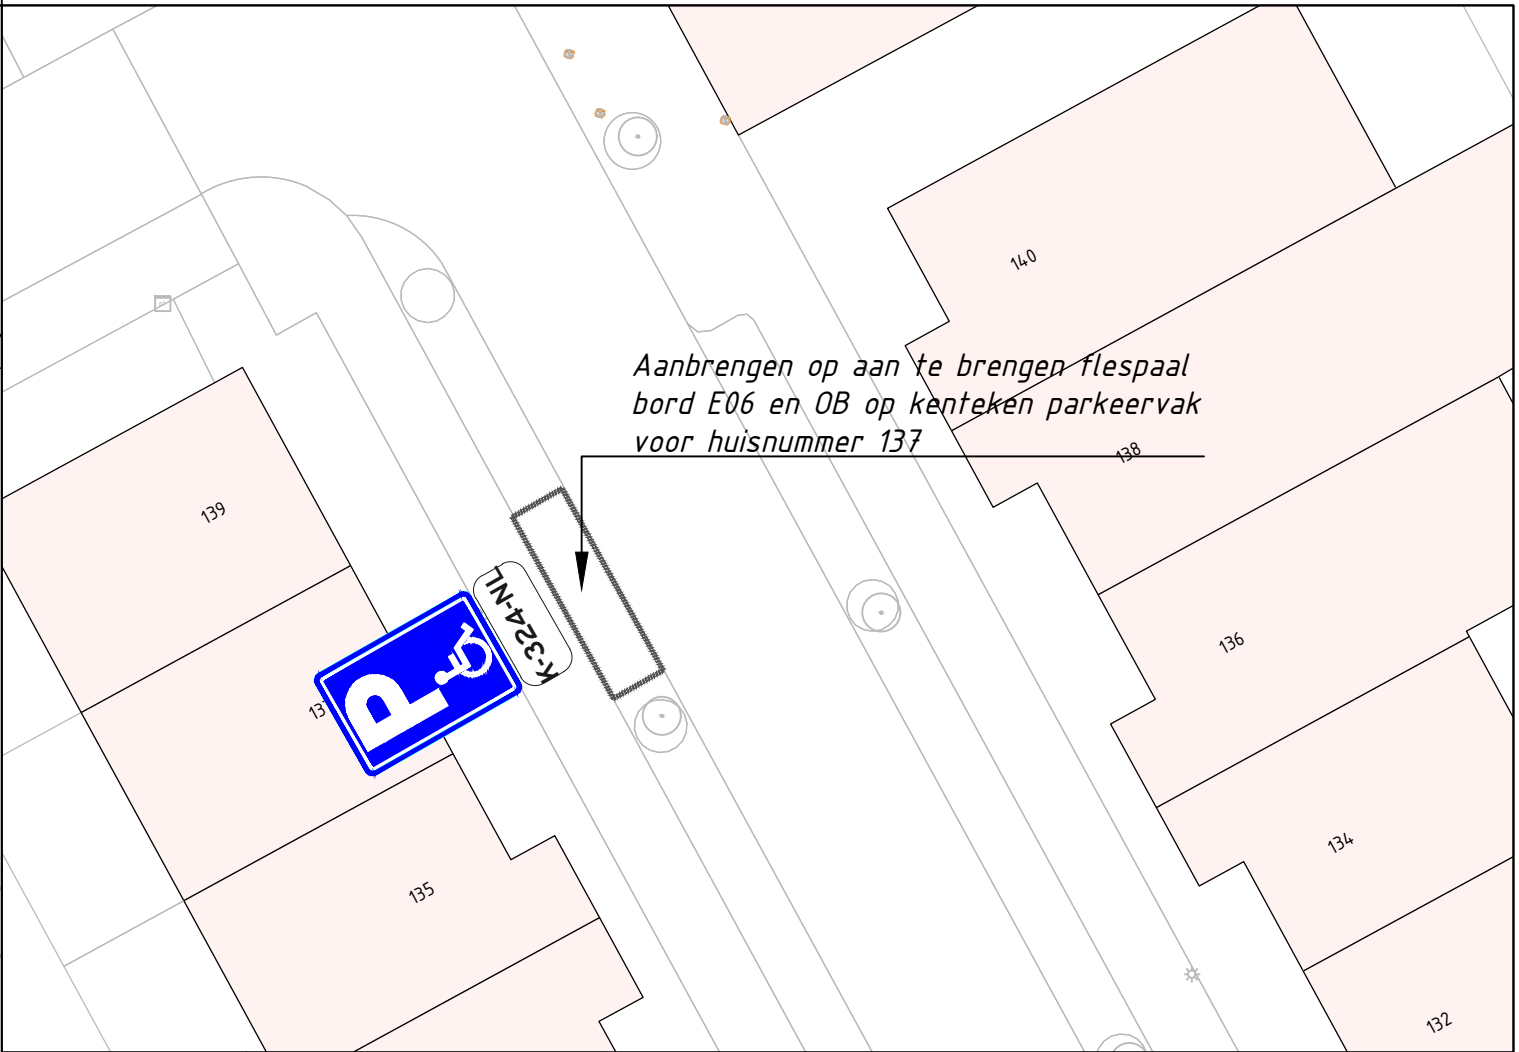 140
Aanbrengen op aan te brengen flespaal
bord E06 en OB op kenteken parkeervak
voor huisnummer 137
138
139
K-324-NL
P
136
134
135
132